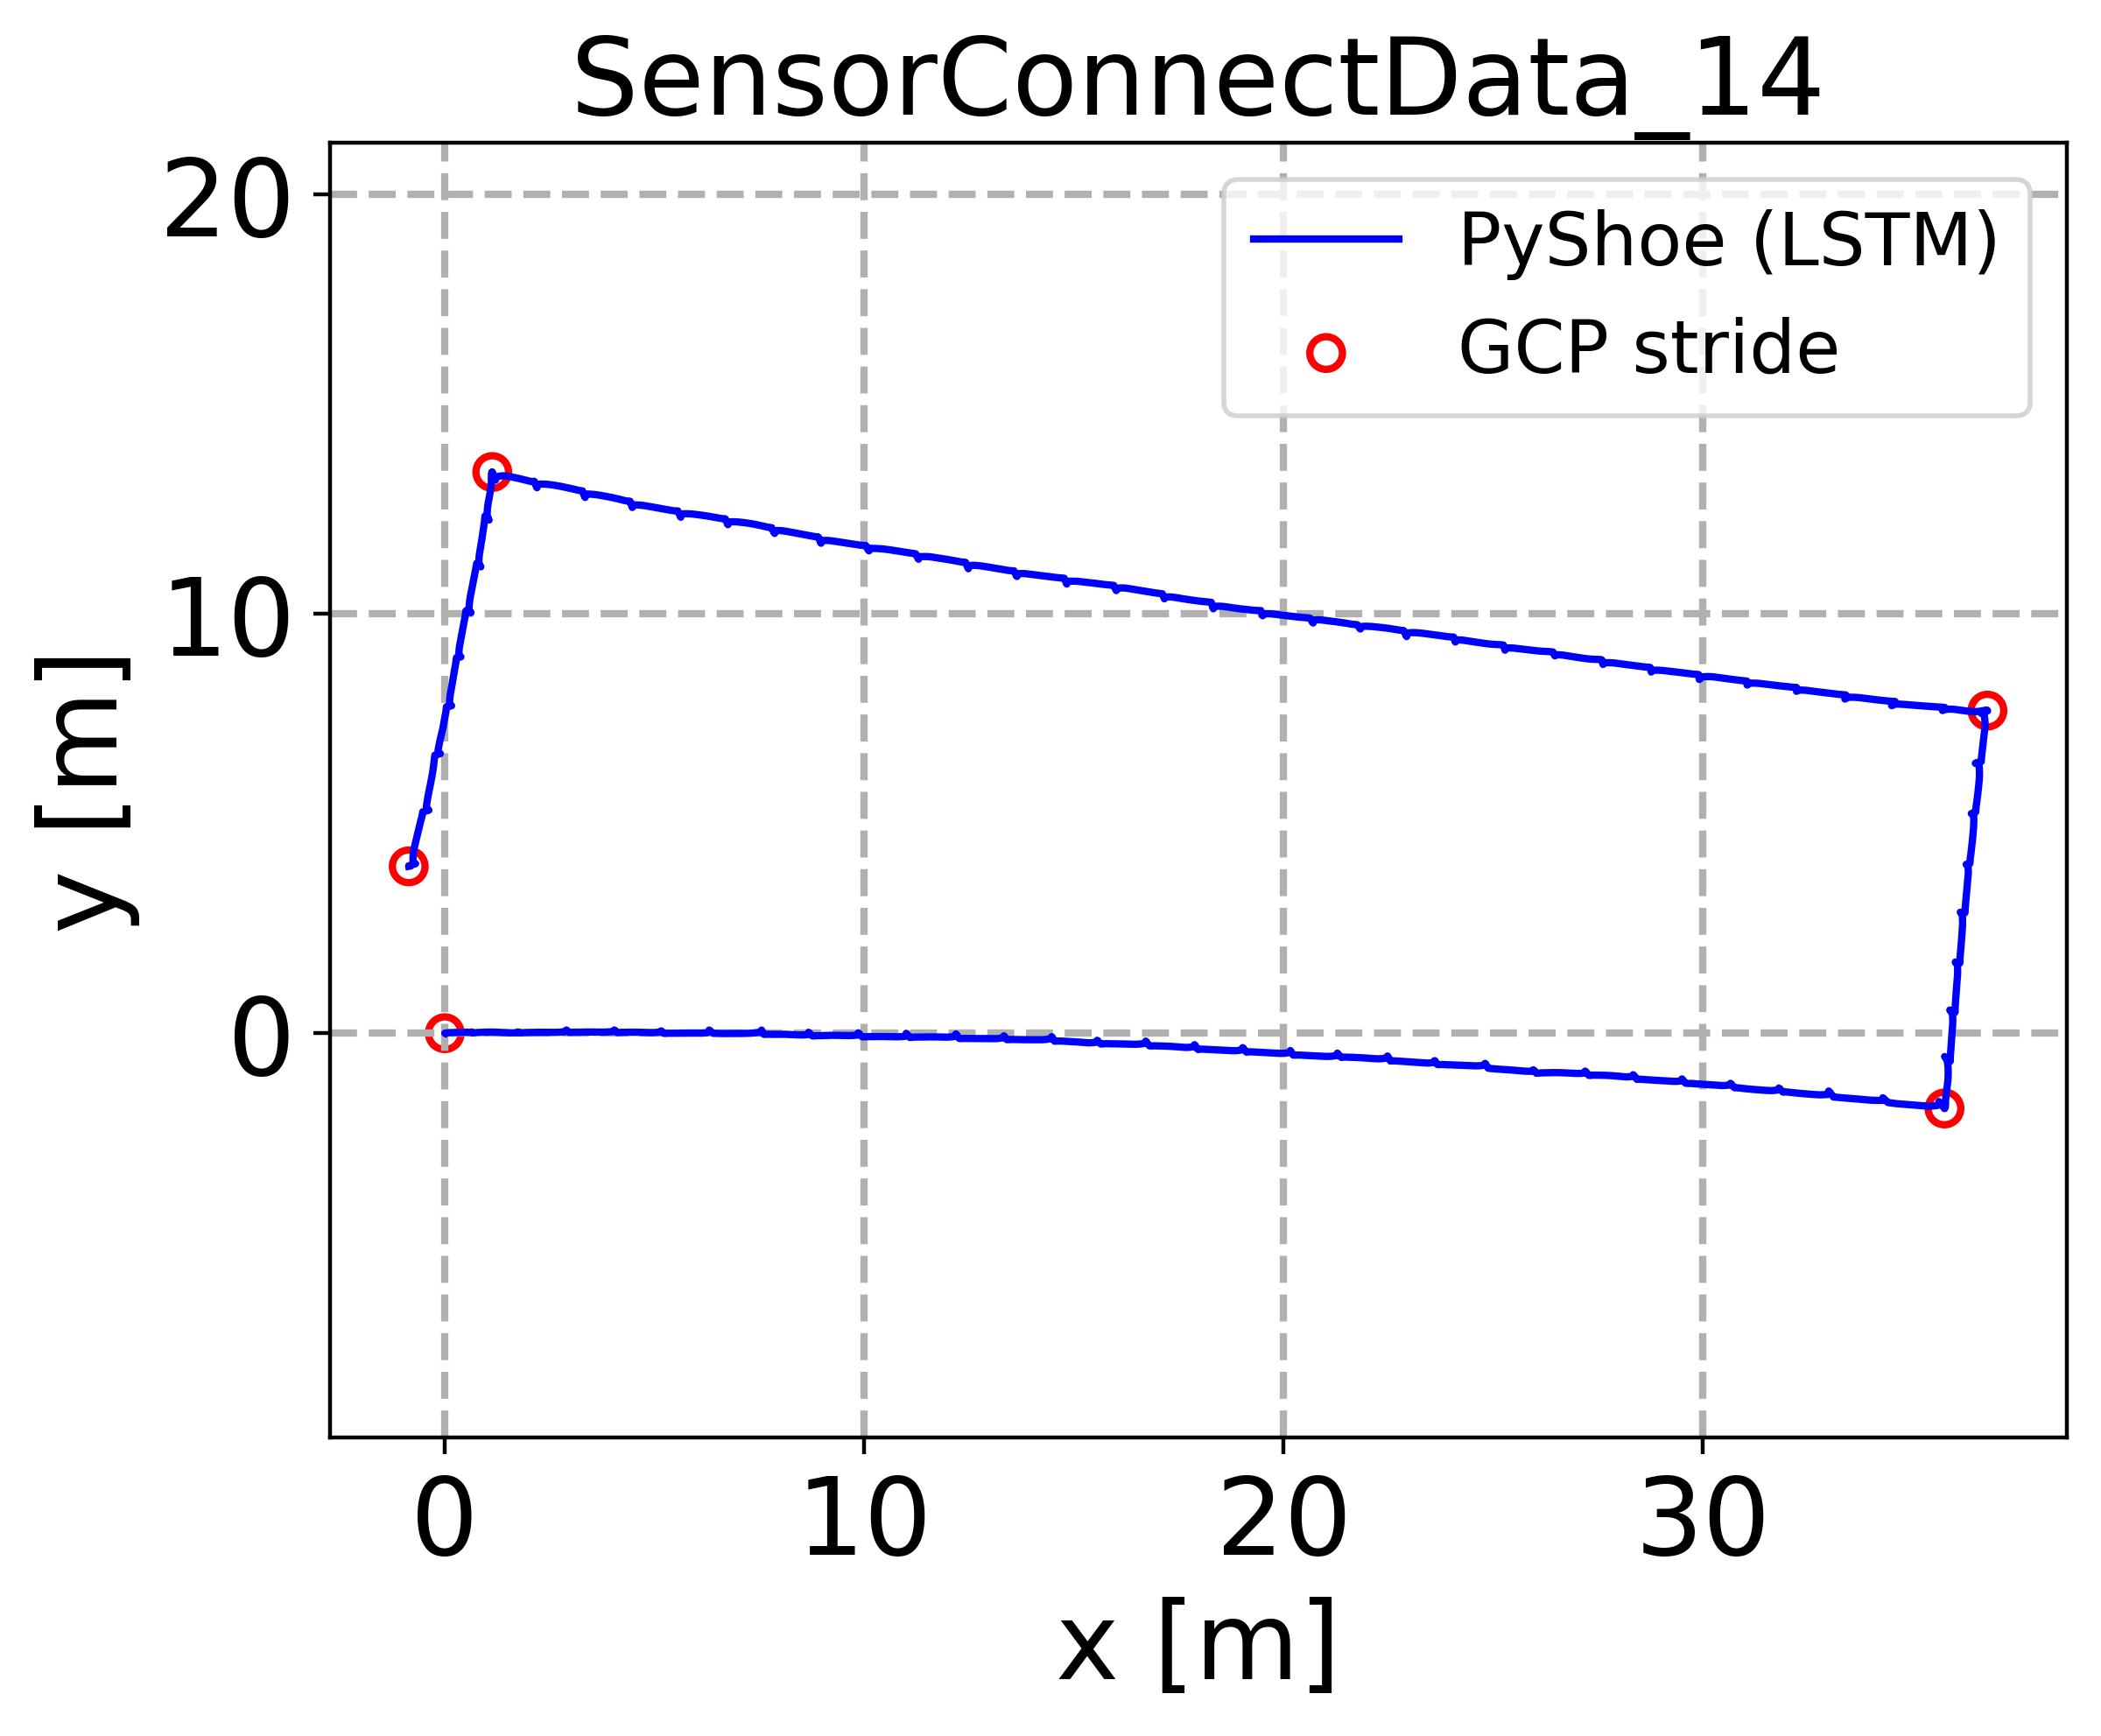 SensorConnectData_14
PyShoe (LSTM)
GCP stride
20
10
0
y [m]
0 10 20 30
x [m]